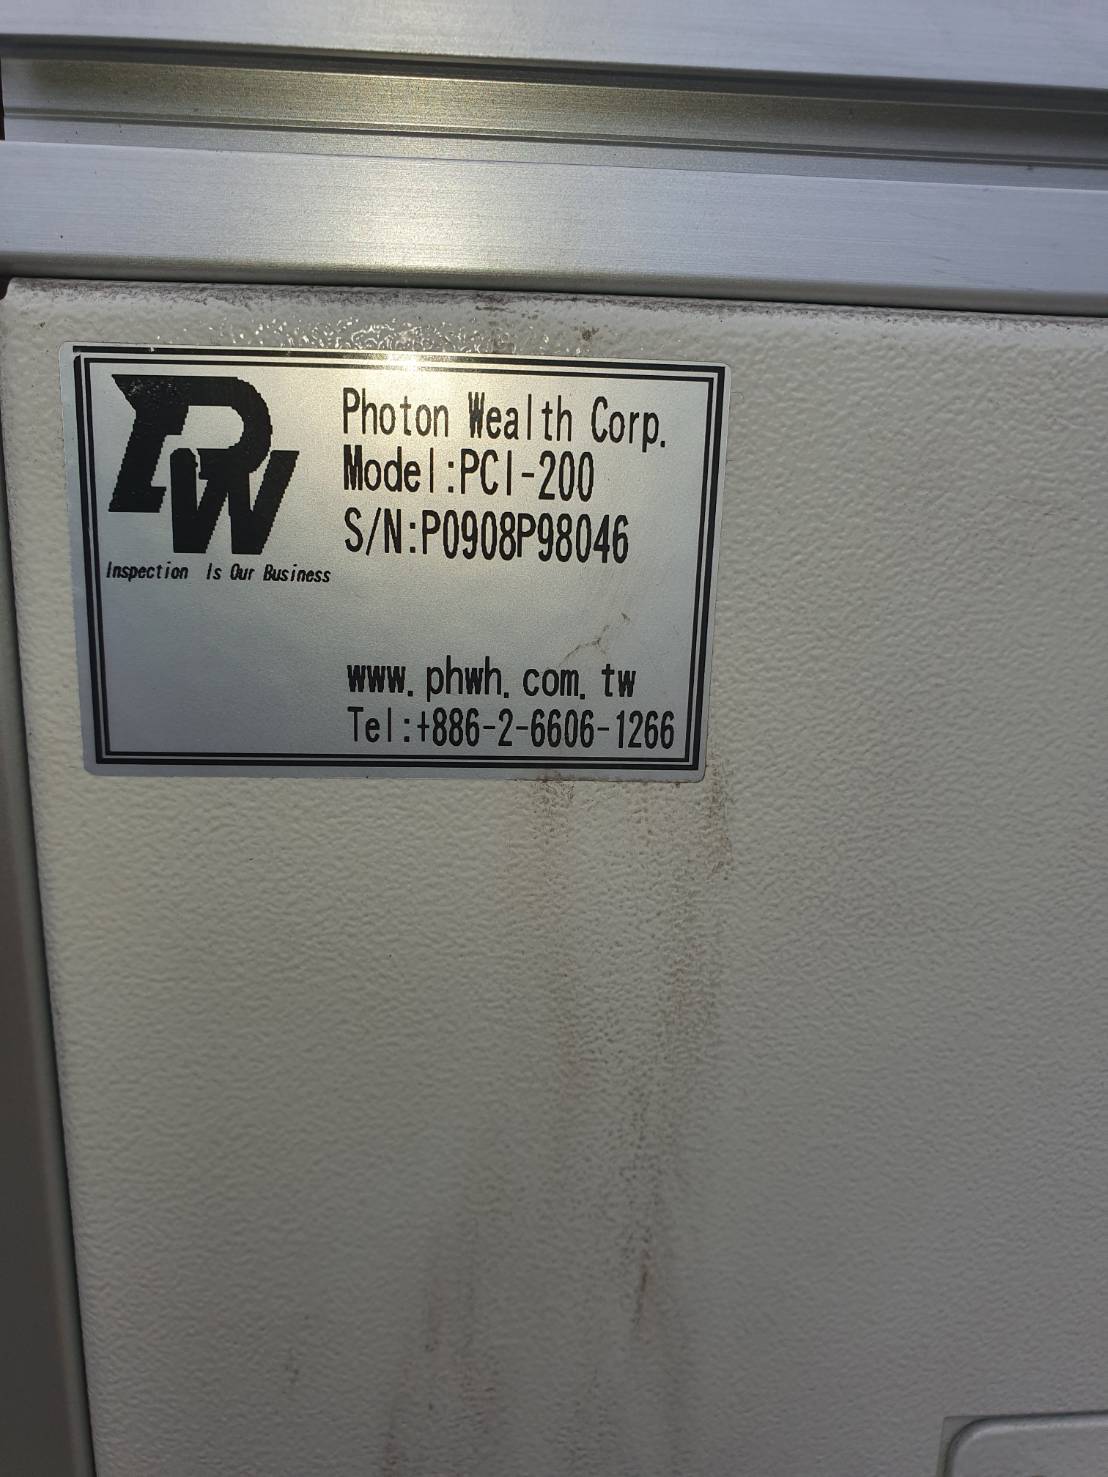 PW
Inspection Is Our Business
Photon Wealth Corp.
Model:PCI-200
S/N:P0908P98046
www.phwh.com.tw
Tel:+886-2-6606-1266